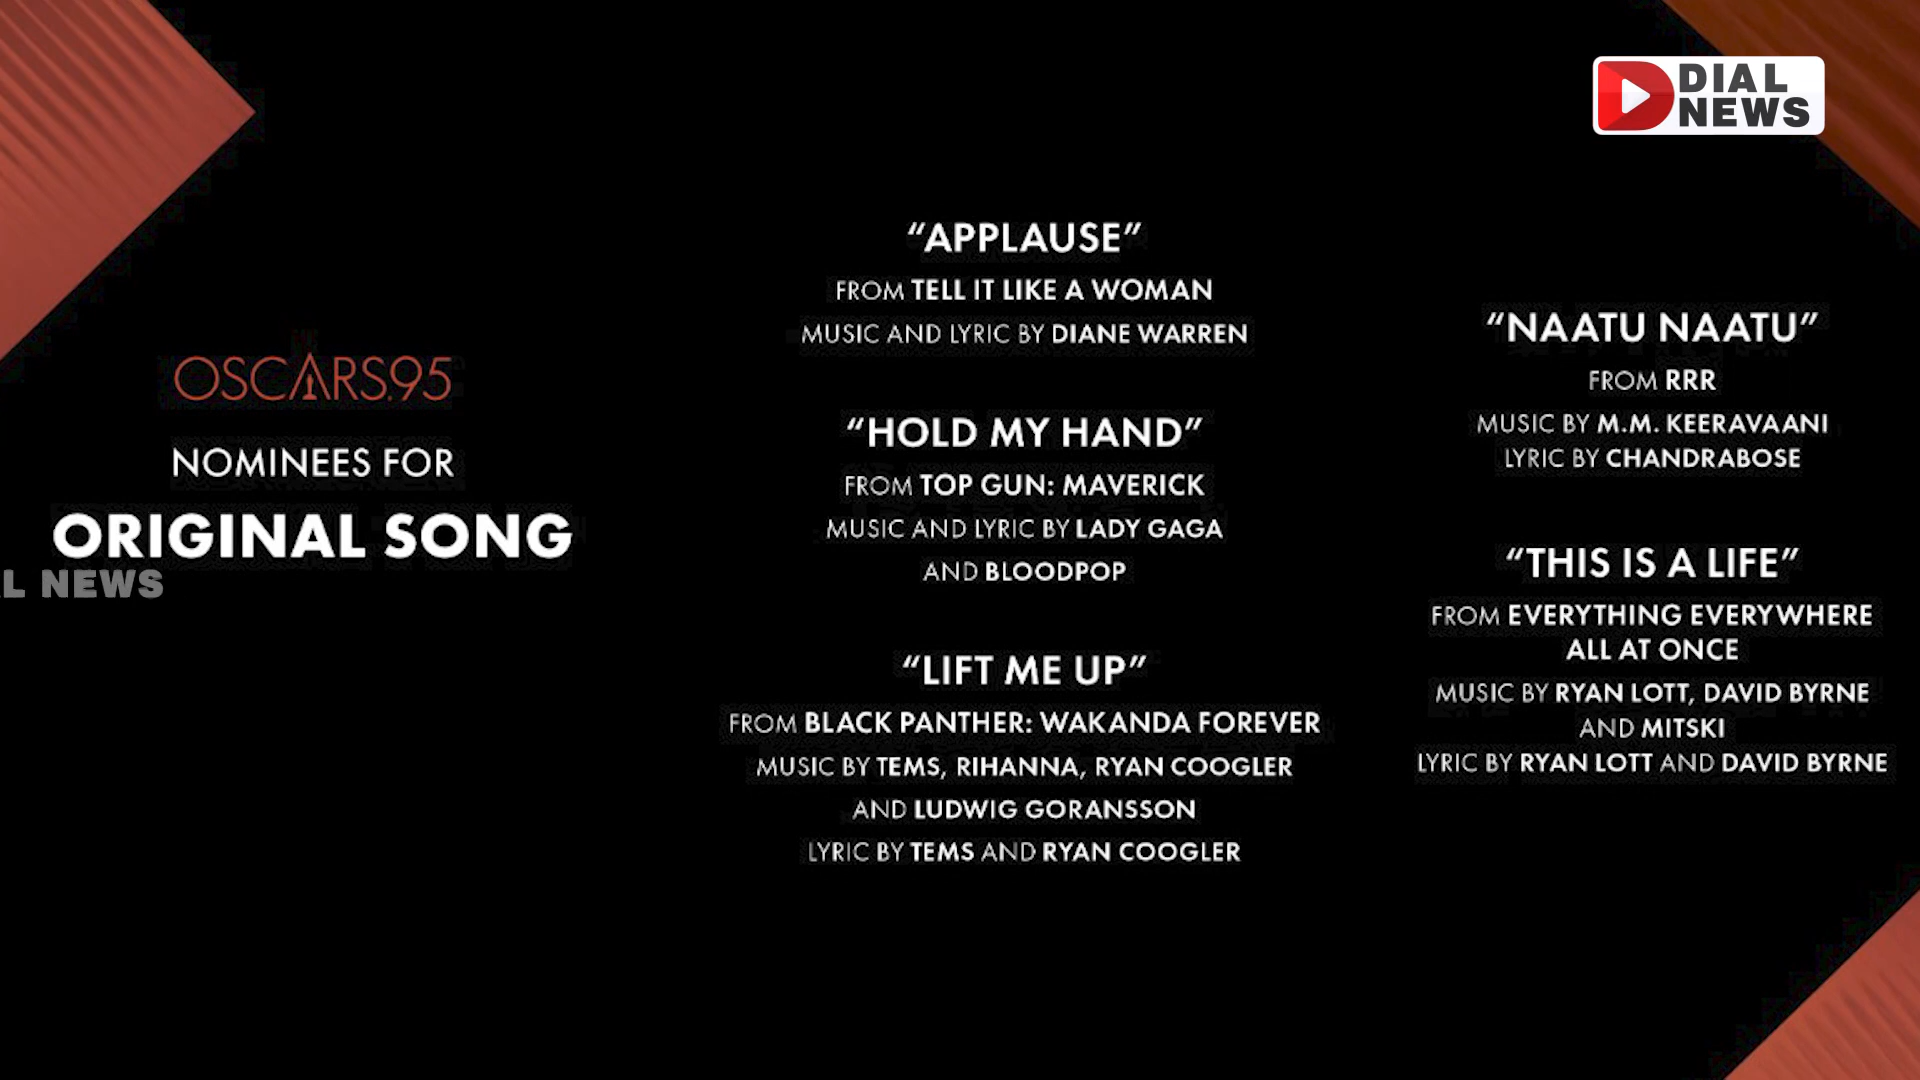 DIAL
NEWS
OSCARS.95
NOMINEES FOR
ORIGINAL SONG
L NEWS
“APPLAUSE”
FROM TELL IT LIKE A WOMAN
MUSIC AND LYRIC BY DIANE WARREN
“HOLD MY HAND”
FROM TOP GUN: MAVERICK
MUSIC AND LYRIC BY LADY GAGA
AND BLOODPOP
“LIFT ME UP”
FROM BLACK PANTHER: WAKANDA FOREVER
MUSIC BY TEMS, RIHANNA, RYAN COOGLER
AND LUDWIG GORANSSON
LYRIC BY TEMS AND RYAN COOGLER
“NAATU NAATU”
FROM RRR
MUSIC BY M.M. KEERAVAANI
LYRIC BY CHANDRABOSE
“THIS IS A LIFE”
FROM EVERYTHING EVERYWHERE
ALL AT ONCE
MUSIC BY RYAN LOTT, DAVID BYRNE
AND MITSKI
LYRIC BY RYAN LOTT AND DAVID BYRNE